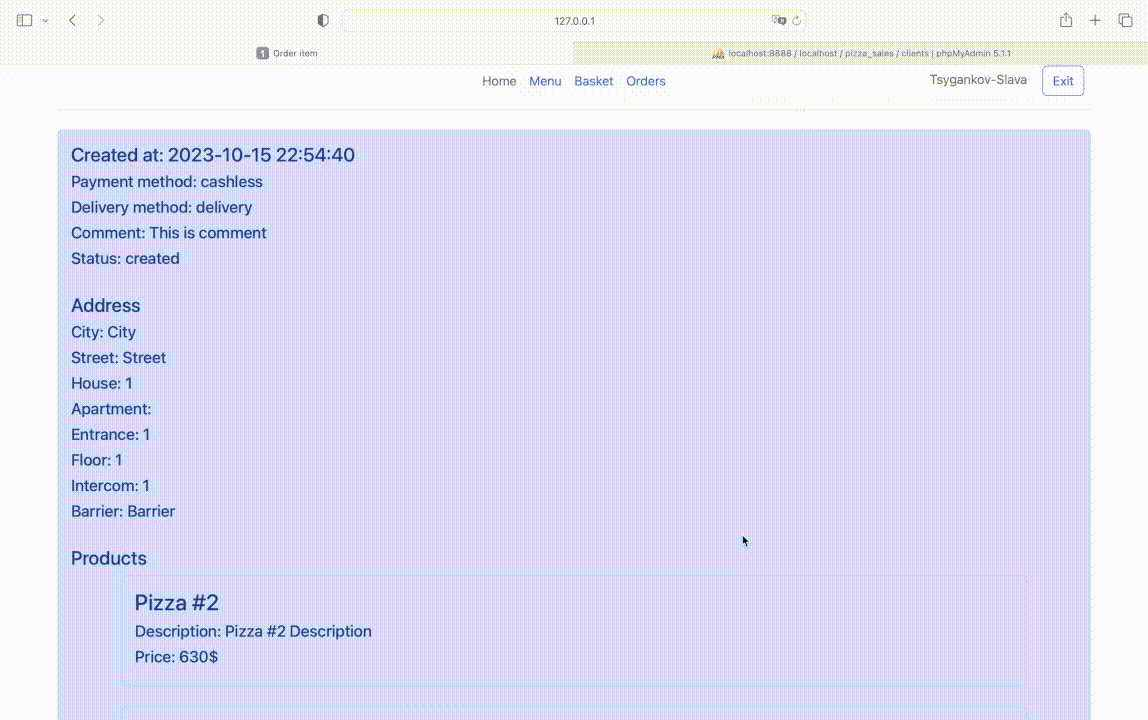 127.0.0.1
1 Order item
localhost:8888 / localhost / pizza_sales / clients | phpMyAdmin 5.1.1
Home Menu Basket Orders Tsygankov-Slava Exit
Created at: 2023-10-15 22:54:40
Payment method: cashless
Delivery method: delivery
Comment: This is comment
Status: created
Address
City: City
Street: Street
House: 1
Apartment:
Entrance: 1
Floor: 1
Intercom: 1
Barrier: Barrier
Products
Pizza #2
Description: Pizza #2 Description
Price: 630$